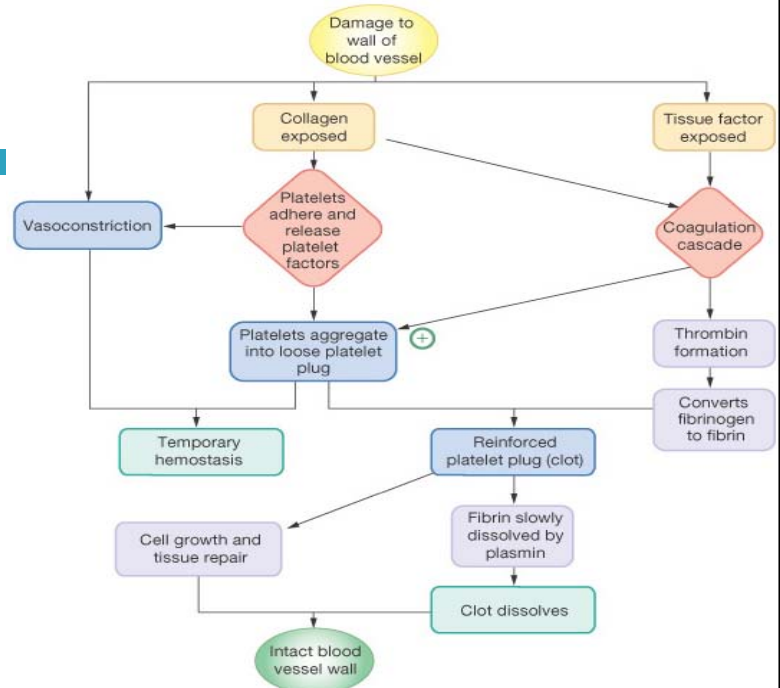 Damage to
wall of
blood vessel
Collagen
exposed
Tissue factor
exposed
Vasoconstriction
Platelets
adhere and
release
platelet
factors
Coagulation
cascade
Platelets aggregate
into loose platelet
plug
+
Thrombin
formation
Converts
fibrinogen
to fibrin
Temporary
hemostasis
Reinforced
platelet plug (clot)
Cell growth and
tissue repair
Fibrin slowly
dissolved by
plasmin
Clot dissolves
Intact blood
vessel wall